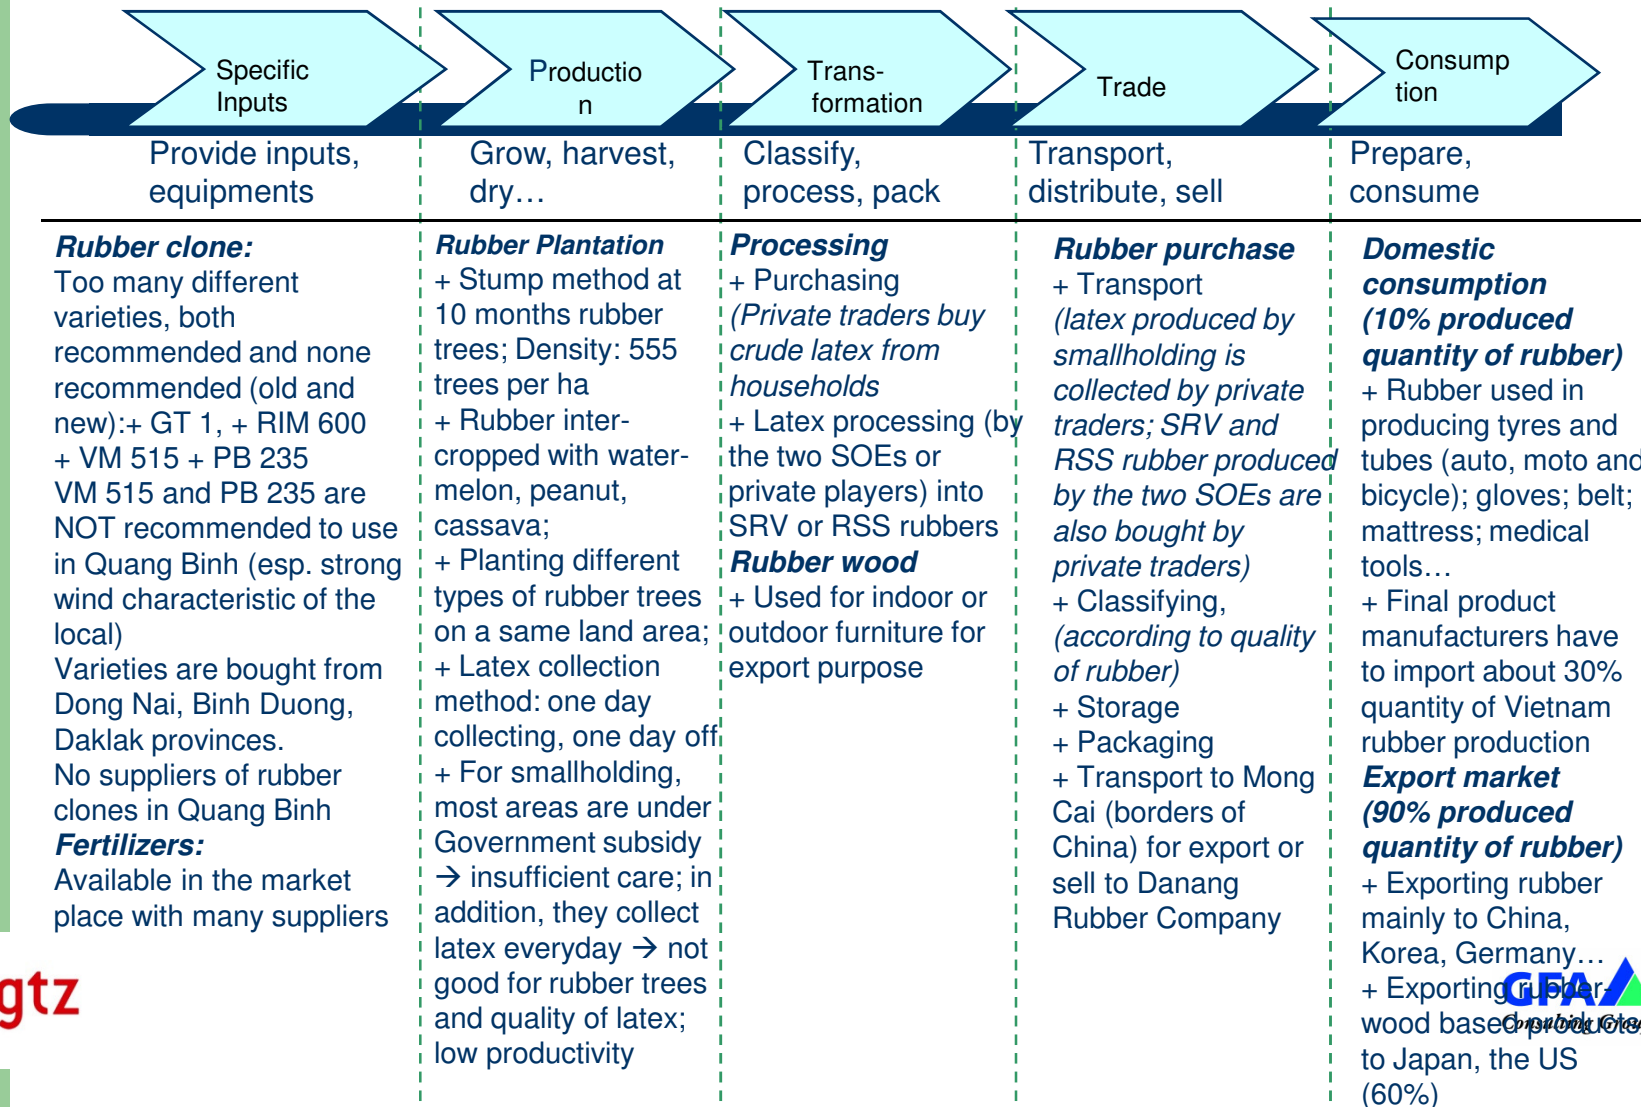 Specific
Inputs
Productio
n
Trans-
formation
Trade
Consump
tion
Provide inputs,
equipments
Grow, harvest,
dry…
Classify,
process, pack
Transport,
distribute, sell
Prepare,
consume
Rubber clone:
Too many different
varieties, both
recommended and none
recommended (old and
new):+ GT 1, + RIM 600
+ VM 515 + PB 235
VM 515 and PB 235 are
NOT recommended to use
in Quang Binh (esp. strong
wind characteristic of the
local)
Varieties are bought from
Dong Nai, Binh Duong,
Daklak provinces.
No suppliers of rubber
clones in Quang Binh
Fertilizers:
Available in the market
place with many suppliers
Rubber Plantation
+ Stump method at
10 months rubber
trees; Density: 555
trees per ha
+ Rubber inter-
cropped with water-
melon, peanut,
cassava;
+ Planting different
types of rubber trees
on a same land area;
+ Latex collection
method: one day
collecting, one day off
+ For smallholding,
most areas are under
Government subsidy
→ insufficient care; in
addition, they collect
latex everyday → not
good for rubber trees
and quality of latex;
low productivity
Processing
+ Purchasing
(Private traders buy
crude latex from
households
+ Latex processing (by
the two SOEs or
private players) into
SRV or RSS rubbers
Rubber wood
+ Used for indoor or
outdoor furniture for
export purpose
Rubber purchase
+ Transport
(latex produced by
smallholding is
collected by private
traders; SRV and
RSS rubber produced
by the two SOEs are
also bought by
private traders)
+ Classifying,
(according to quality
of rubber)
+ Storage
+ Packaging
+ Transport to Mong
Cai (borders of
China) for export or
sell to Danang
Rubber Company
Domestic
consumption
(10% produced
quantity of rubber)
+ Rubber used in
producing tyres and
tubes (auto, moto and
bicycle); gloves; belt;
mattress; medical
tools…
+ Final product
manufacturers have
to import about 30%
quantity of Vietnam
rubber production
Export market
(90% produced
quantity of rubber)
+ Exporting rubber
mainly to China,
Korea, Germany…
+ Exporting rubber-
wood based products
to Japan, the US
(60%)
gtz
GFA
Consulting Grou